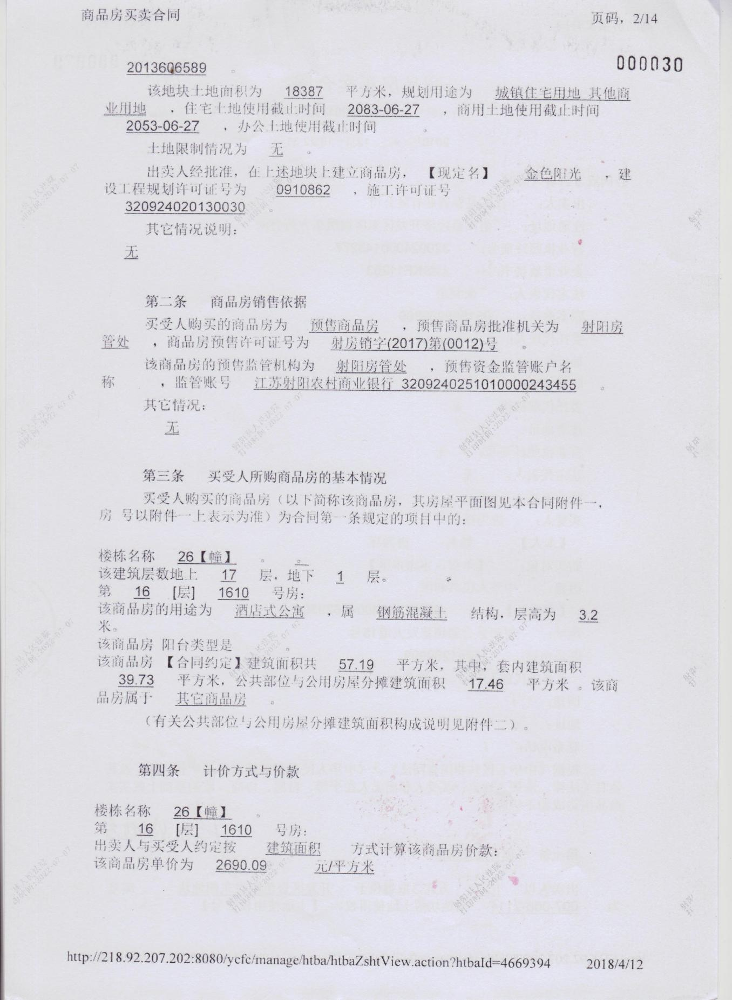 商品房买卖合同 页码，2/14
000030
2013606589 。
该地块土地面积为 18387 平方米，规划用途为 城镇住宅用地 其他商
业用地 ，住宅土地使用截止时间 2083-06-27 ，商用土地使用截止时间
2053-06-27 ，办公土地使用截止时间 。
土地限制情况为 无 。
出卖人经批准，在上述地块上建立商品房，【现定名】 金色阳光 ，建
设工程规划许可证号为 0910862 ，施工许可证号
320924020130030 。
其它情况说明：
无
第二条 商品房销售依据
买受人购买的商品房为 预售商品房 ，预售商品房批准机关为 射阳房
管处 ，商品房预售许可证号为 射房销字(2017)第(0012)号 。
该商品房的预售监管机构为 射阳房管处 ，预售资金监管账户名
称 ，监管账号 江苏射阳农村商业银行 3209240251010000243455 。
其它情况：
无
第三条 买受人所购商品房的基本情况
买受人购买的商品房（以下简称该商品房，其房屋平面图见本合同附件一，
房 号以附件一上表示为准）为合同第一条规定的项目中的：
楼栋名称 26【幢】 。 。
该建筑层数地上 17 层，地下 1 层。
第 16 [层] 1610 号房：
该商品房的用途为 酒店式公寓 ，属 钢筋混凝土 结构，层高为 3.2
米。
该商品房 阳台类型是 。
该商品房 【合同约定】建筑面积共 57.19 平方米，其中，套内建筑面积
39.73 平方米，公共部位与公用房屋分摊建筑面积 17.46 平方米 。该商
品房属于 其它商品房 。
（有关公共部位与公用房屋分摊建筑面积构成说明见附件二）。
第四条 计价方式与价款
楼栋名称 26【幢】 。
第 16 [层] 1610 号房：
出卖人与买受人约定按 建筑面积 方式计算该商品房价款：
该商品房单价为 2690.09 元/平方米
射阳县人民法院
打印时间:2022-07-07
http://218.92.207.202:8080/ycfc/manage/htba/htbaZshtView.action?htbaId=4669394 2018/4/12